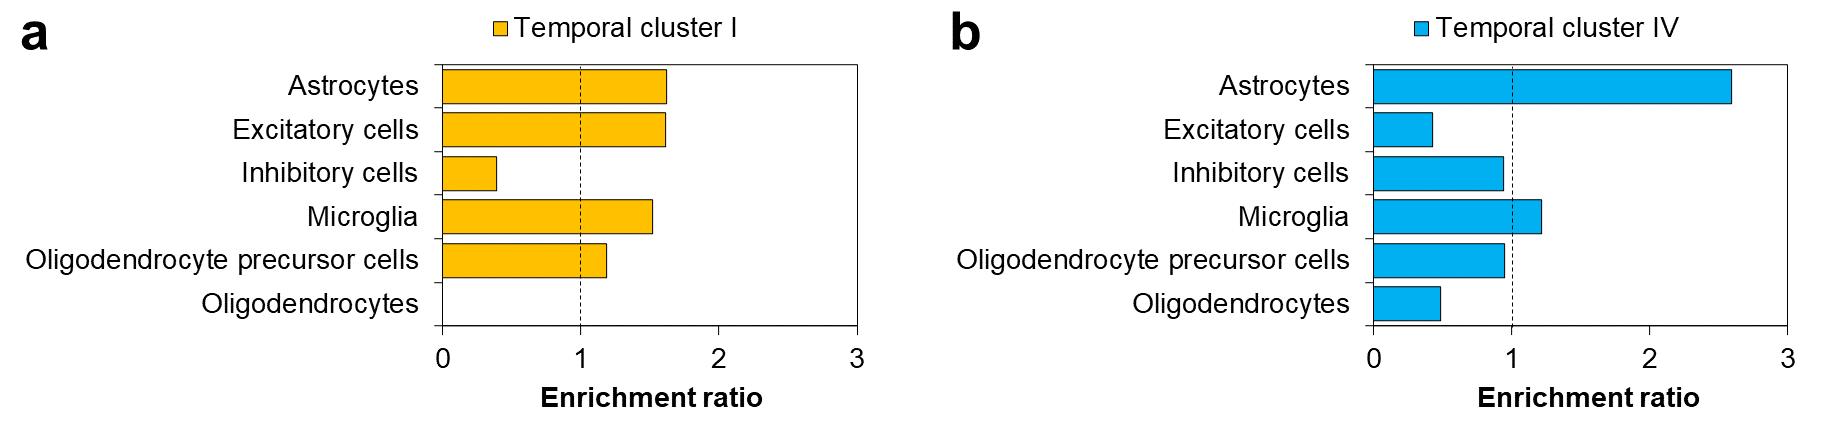 a
Temporal cluster I
Astrocytes
Excitatory cells
Inhibitory cells
Microglia
Oligodendrocyte precursor cells
Oligodendrocytes
0 1 2 3
Enrichment ratio
b
Temporal cluster IV
Astrocytes
Excitatory cells
Inhibitory cells
Microglia
Oligodendrocyte precursor cells
Oligodendrocytes
0 1 2 3
Enrichment ratio